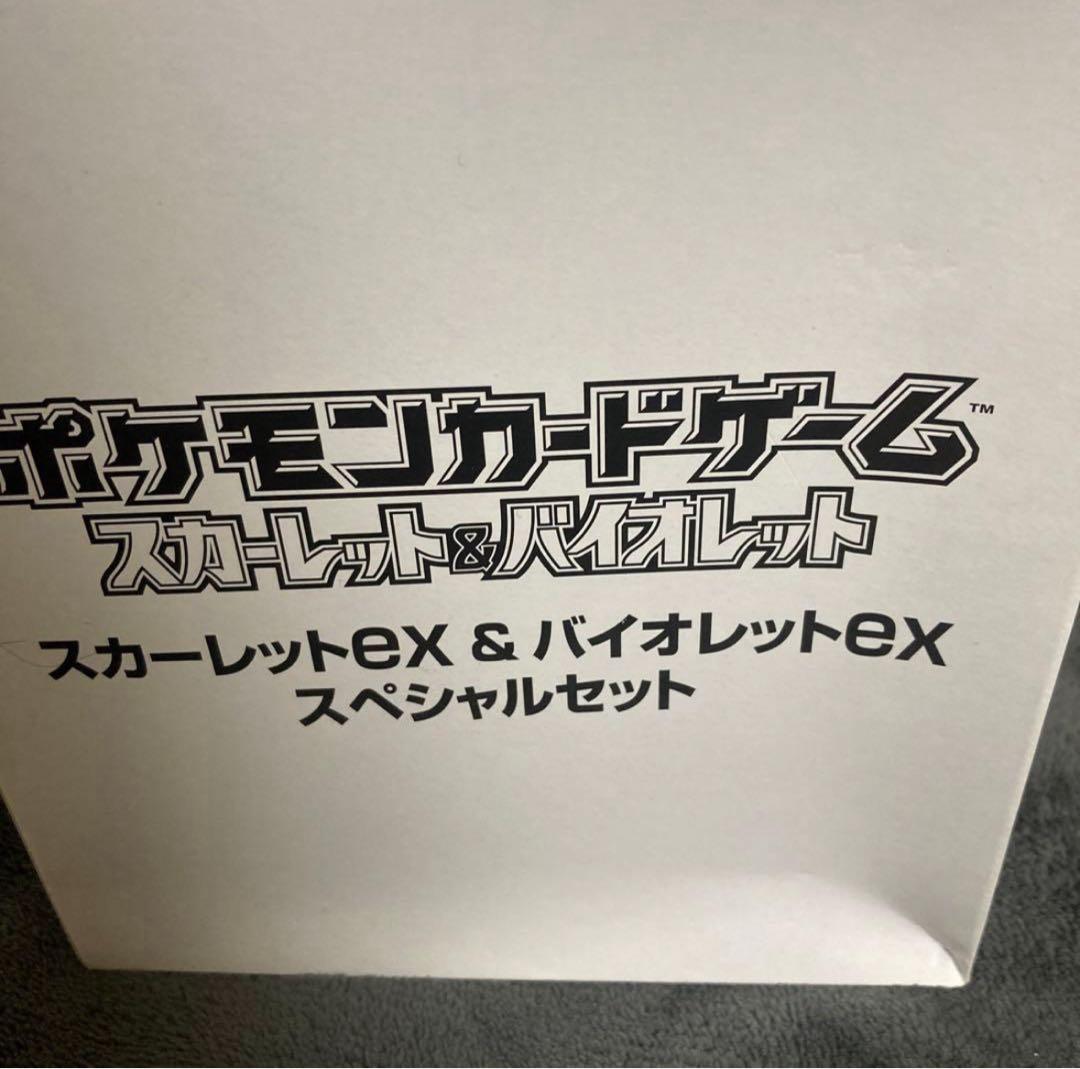 ポケモンカードゲーム™
スカーレット&バイオレット
スカーレットex & バイオレットex
スペシャルセット